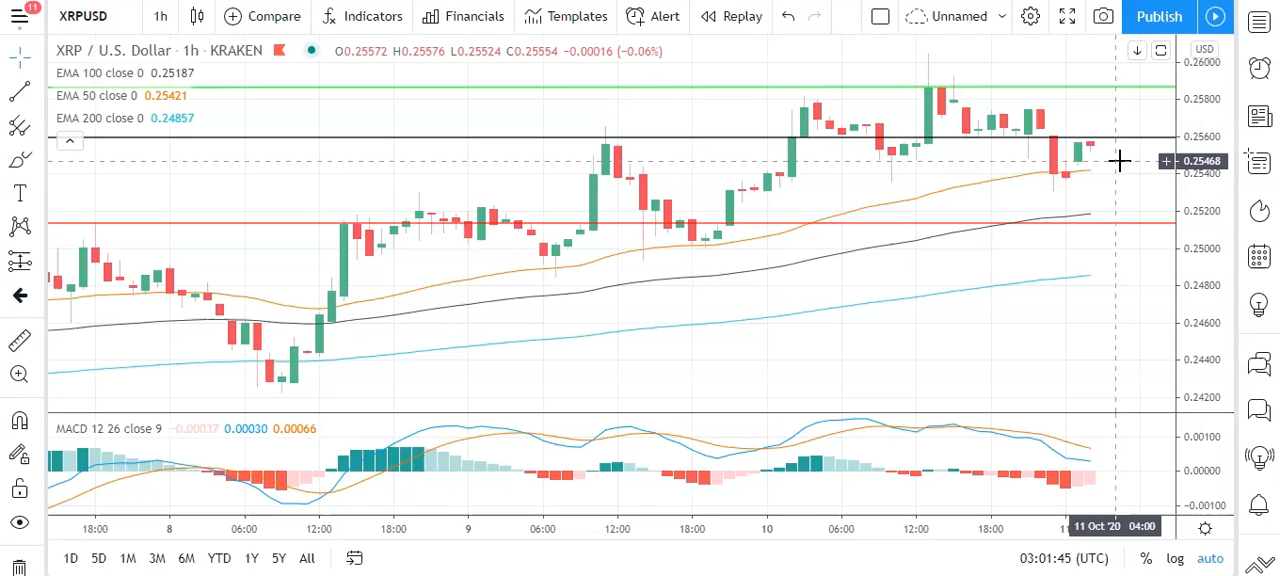 11
XRPUSD 1h Compare Indicators Financials Templates Alert Replay Unnamed Publish
XRP / U.S. Dollar · 1h · KRAKEN O0.25572 H0.25576 L0.25524 C0.25554 −0.00016 (−0.06%)
USD
EMA 100 close 0 0.25187
EMA 50 close 0 0.25421
EMA 200 close 0 0.24857
0.26000
0.25800
0.25600
0.25468
0.25400
0.25200
0.25000
0.24800
0.24600
0.24400
0.24200
MACD 12 26 close 9 −0.00037 0.00030 0.00066
0.00100
0.00000
−0.00100
18:00 8 06:00 12:00 18:00 9 06:00 12:00 18:00 10 06:00 12:00 18:00 11 Oct '20 04:00
1D 5D 1M 3M 6M YTD 1Y 5Y All 03:01:45 (UTC) % log auto